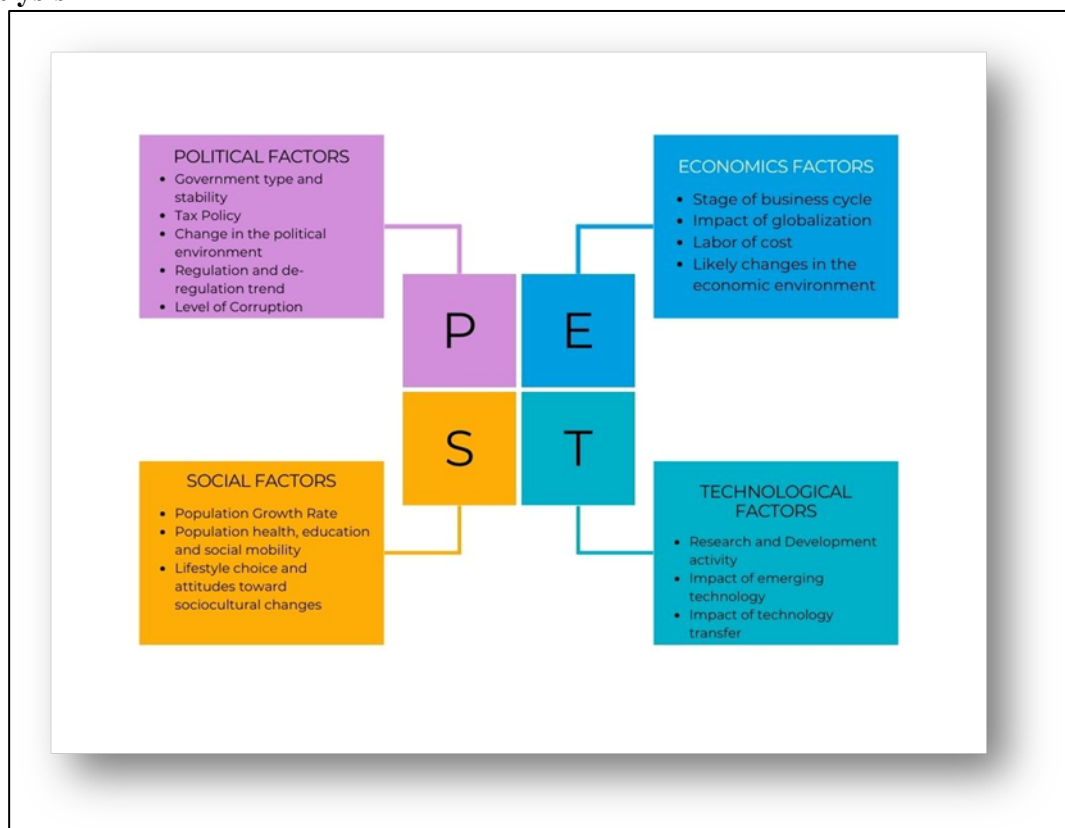 POLITICAL FACTORS
• Government type and
stability
• Tax Policy
• Change in the political
environment
• Regulation and de-
regulation trend
• Level of Corruption
ECONOMICS FACTORS
• Stage of business cycle
• Impact of globalization
• Labor of cost
• Likely changes in the
economic environment
P
E
S
T
SOCIAL FACTORS
• Population Growth Rate
• Population health, education
and social mobility
• Lifestyle choice and
attitudes toward
sociocultural changes
TECHNOLOGICAL
FACTORS
• Research and Development
activity
• Impact of emerging
technology
• Impact of technology
transfer